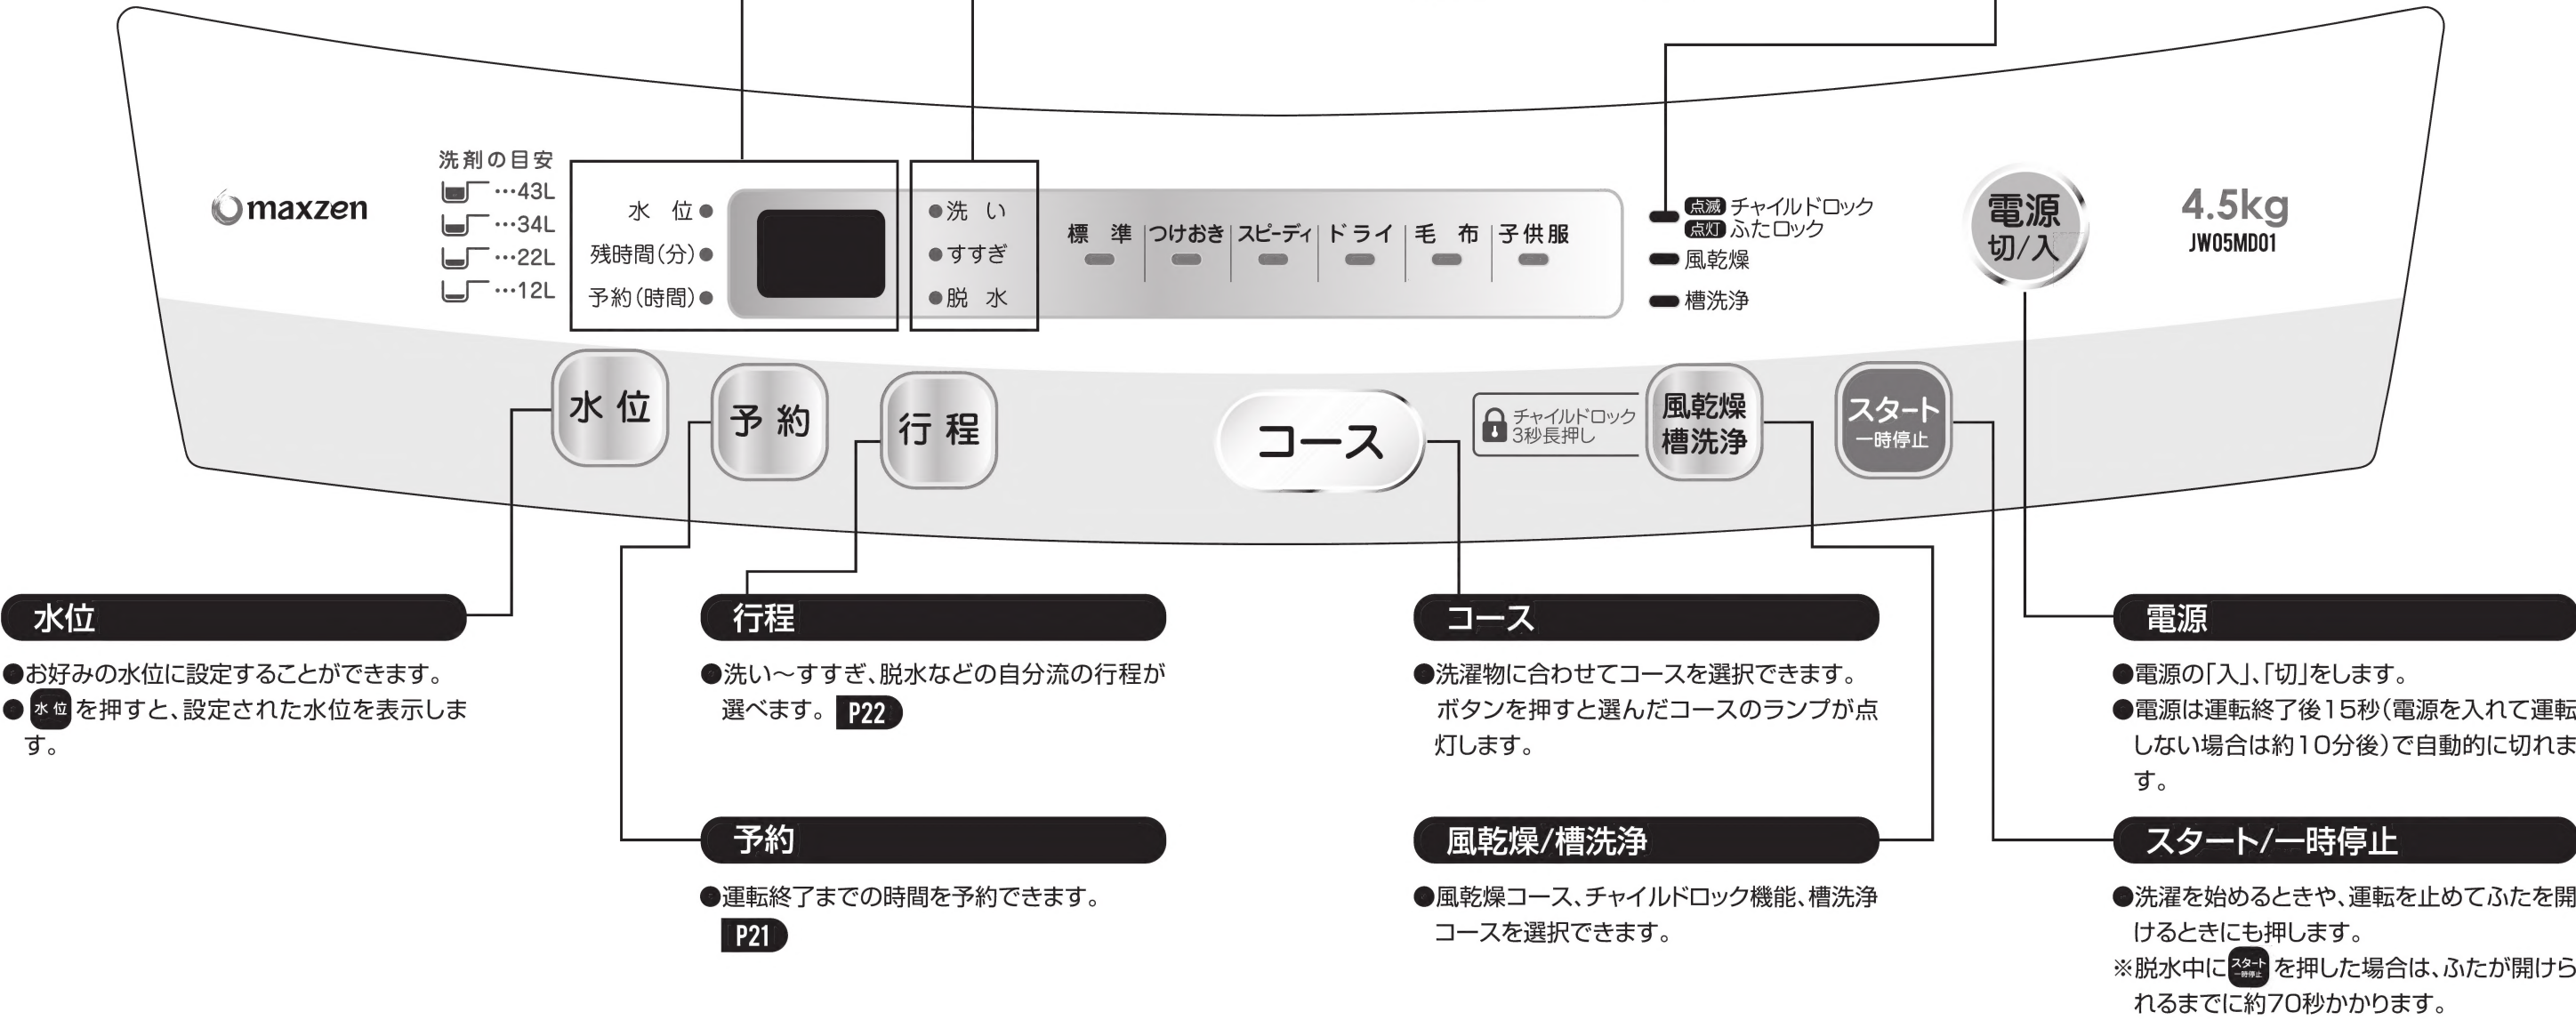 maxzen
洗剤の目安
…43L
…34L
…22L
…12L
水 位
残時間(分)
予約(時間)
洗 い
すすぎ
脱 水
標 準
つけおき
スピーディ
ドライ
毛 布
子供服
点滅 チャイルドロック
点灯 ふたロック
風乾燥
槽洗浄
電源
切/入
4.5kg
JW05MD01
水 位
予 約
行 程
コース
チャイルドロック
3秒長押し
風乾燥
槽洗浄
スタート
一時停止
水位
●お好みの水位に設定することができます。
● 水 位 を押すと、設定された水位を表示しま
す。
行程
●洗い～すすぎ、脱水などの自分流の行程が
選べます。 P22
予約
●運転終了までの時間を予約できます。
P21
コース
●洗濯物に合わせてコースを選択できます。
ボタンを押すと選んだコースのランプが点
灯します。
風乾燥/槽洗浄
●風乾燥コース、チャイルドロック機能、槽洗浄
コースを選択できます。
電源
●電源の「入」、「切」をします。
●電源は運転終了後15秒(電源を入れて運転
しない場合は約10分後)で自動的に切れま
す。
スタート/一時停止
●洗濯を始めるときや、運転を止めてふたを開
けるときにも押します。
※脱水中に スタート 一時停止 を押した場合は、ふたが開けら
れるまでに約70秒かかります。